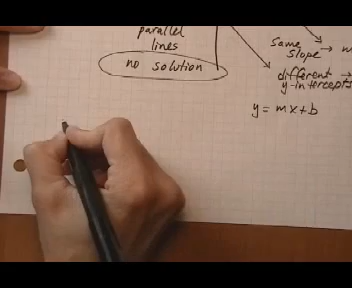 parallel
lines
no solution
same
slope →
different →
y-intercepts
y = mx + b